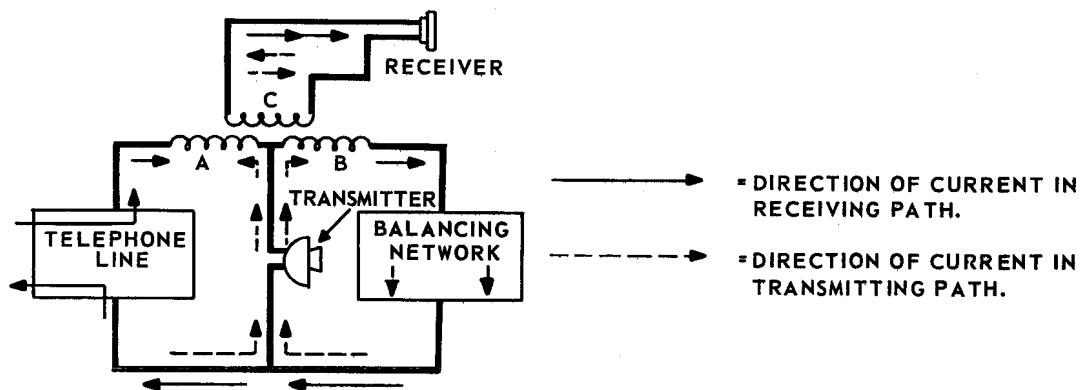 RECEIVER
C
A
B
TRANSMITTER
TELEPHONE
LINE
BALANCING
NETWORK
=DIRECTION OF CURRENT IN
RECEIVING PATH.
=DIRECTION OF CURRENT IN
TRANSMITTING PATH.